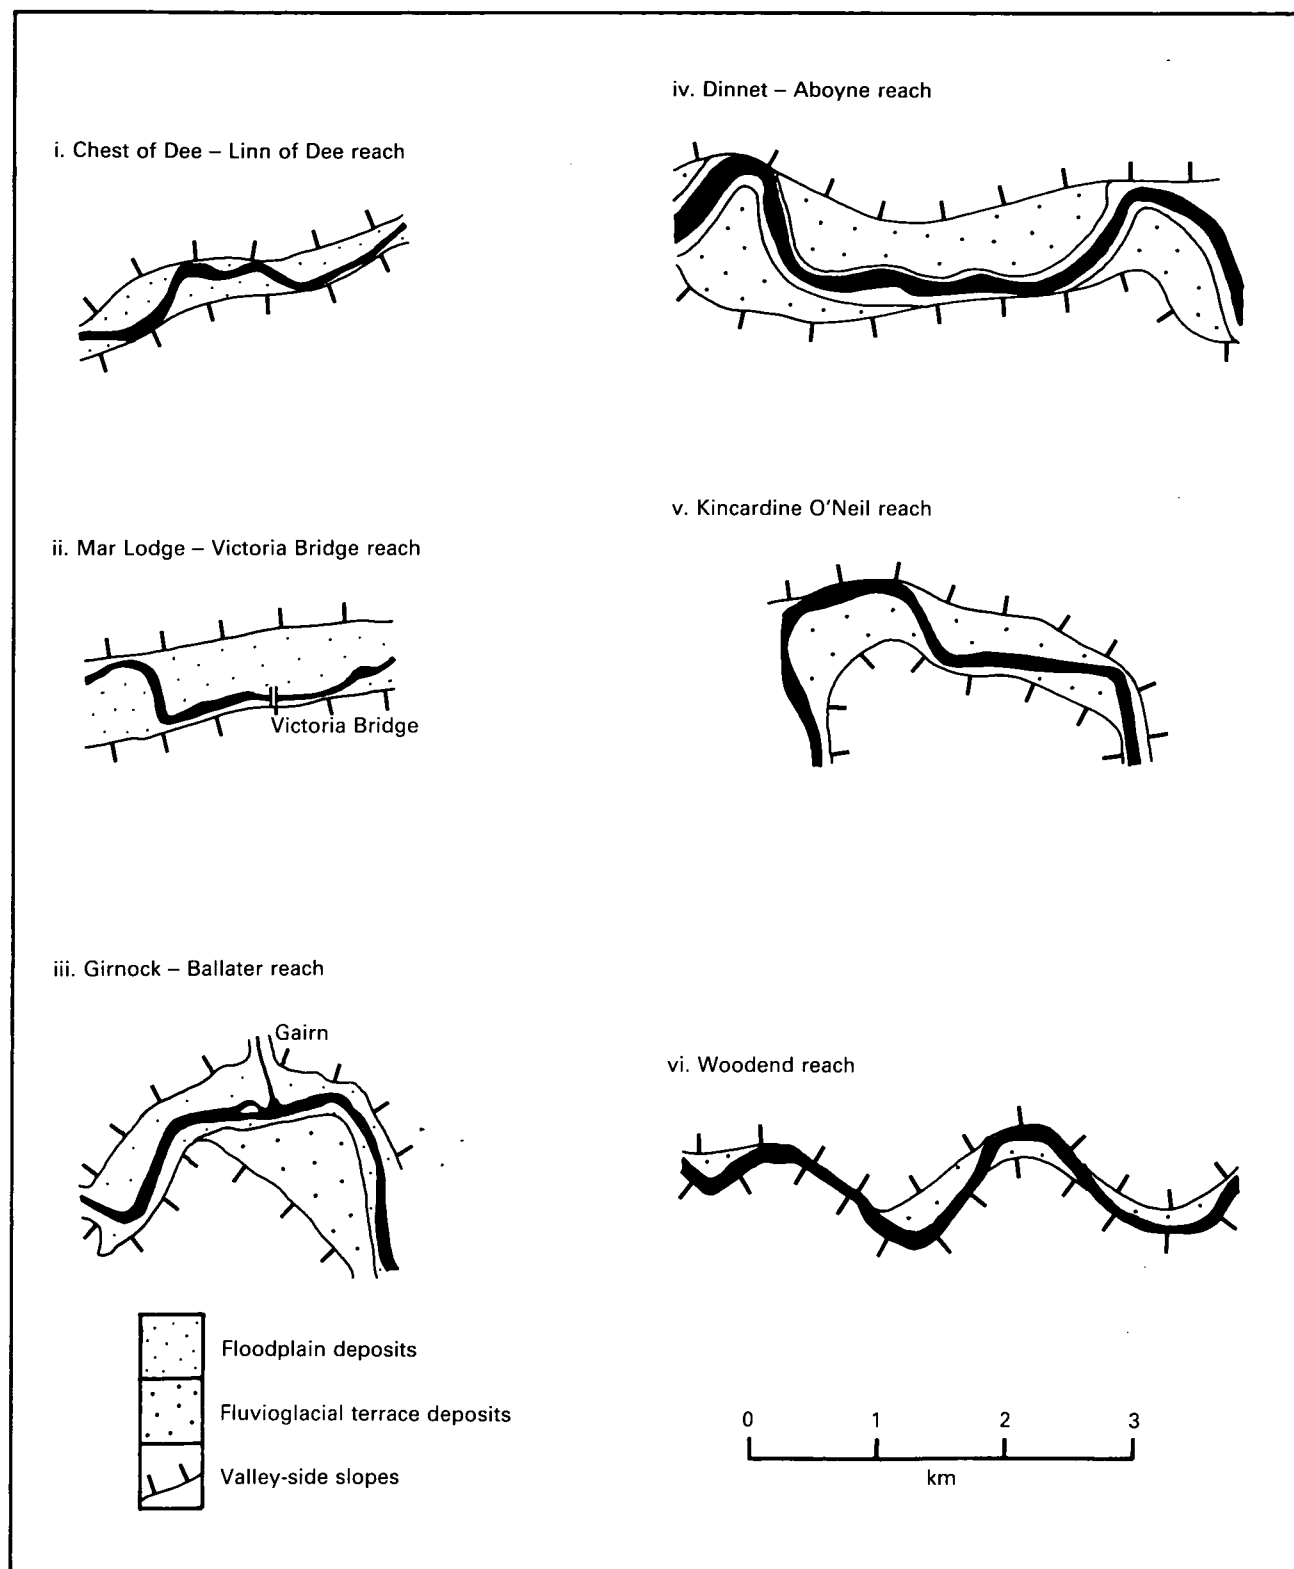 i. Chest of Dee – Linn of Dee reach
ii. Mar Lodge – Victoria Bridge reach
Victoria Bridge
iii. Girnock – Ballater reach
Gairn
Floodplain deposits
Fluvioglacial terrace deposits
Valley-side slopes
iv. Dinnet – Aboyne reach
v. Kincardine O'Neil reach
vi. Woodend reach
0 1 2 3
km